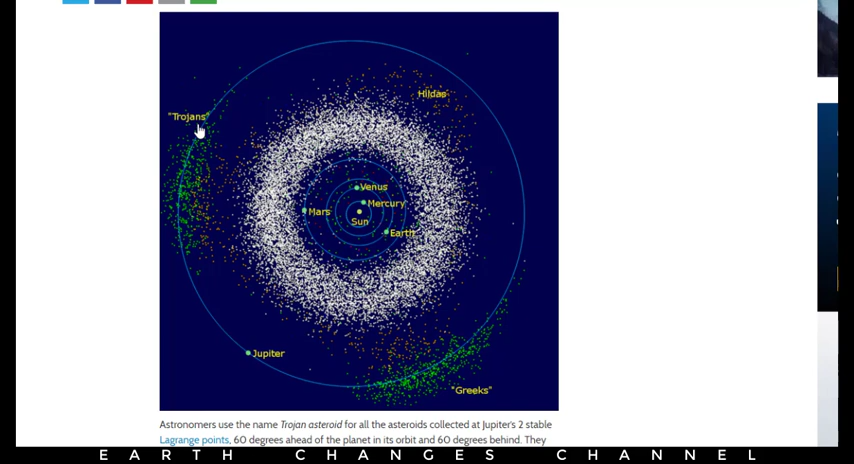 Hildas
"Trojans"
Venus
Mercury
Mars
Sun
Earth
Jupiter
"Greeks"
Astronomers use the name Trojan asteroid for all the asteroids collected at Jupiter's 2 stable
Lagrange points, 60 degrees ahead of the planet in its orbit and 60 degrees behind. They
EARTH CHANGES CHANNEL